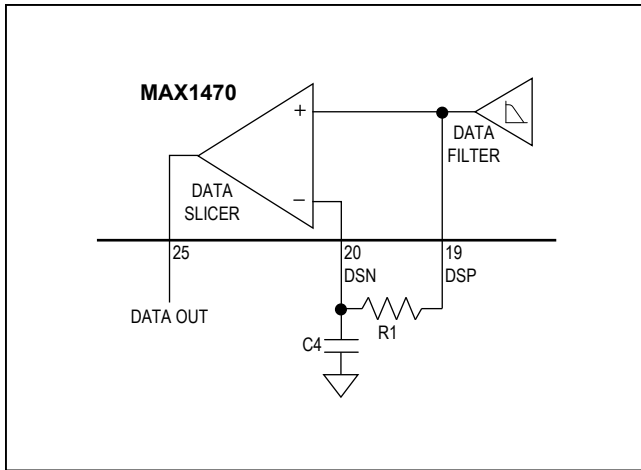 MAX1470
+
DATA
FILTER
DATA
SLICER
−
25
20
19
DSN
DSP
DATA OUT
R1
C4